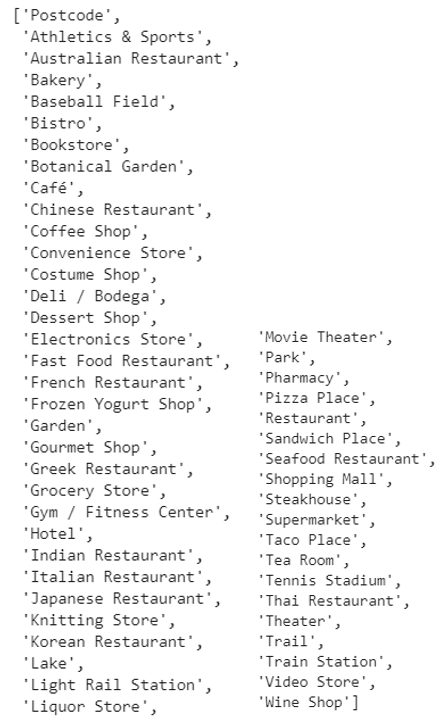 ['Postcode',
'Athletics & Sports',
'Australian Restaurant',
'Bakery',
'Baseball Field',
'Bistro',
'Bookstore',
'Botanical Garden',
'Café',
'Chinese Restaurant',
'Coffee Shop',
'Convenience Store',
'Costume Shop',
'Deli / Bodega',
'Dessert Shop',
'Electronics Store',
'Fast Food Restaurant',
'French Restaurant',
'Frozen Yogurt Shop',
'Garden',
'Gourmet Shop',
'Greek Restaurant',
'Grocery Store',
'Gym / Fitness Center',
'Hotel',
'Indian Restaurant',
'Italian Restaurant',
'Japanese Restaurant',
'Knitting Store',
'Korean Restaurant',
'Lake',
'Light Rail Station',
'Liquor Store',
'Movie Theater',
'Park',
'Pharmacy',
'Pizza Place',
'Restaurant',
'Sandwich Place',
'Seafood Restaurant',
'Shopping Mall',
'Steakhouse',
'Supermarket',
'Taco Place',
'Tea Room',
'Tennis Stadium',
'Thai Restaurant',
'Theater',
'Trail',
'Train Station',
'Video Store',
'Wine Shop']